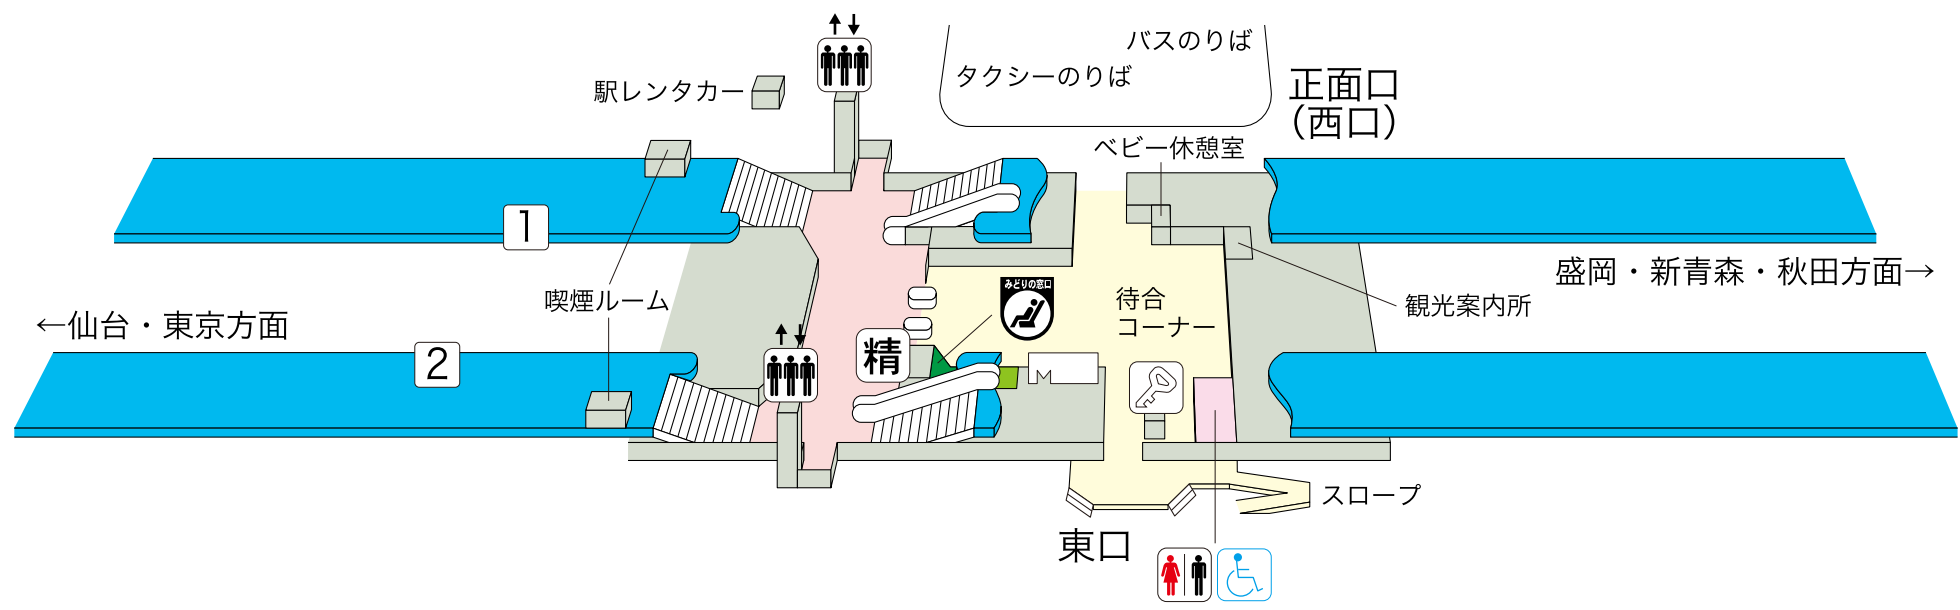 バスのりば
タクシーのりば
正面口
（西口）
駅レンタカー
ベビー休憩室
1
盛岡・新青森・秋田方面→
みどりの窓口
待合
コーナー
観光案内所
喫煙ルーム
←仙台・東京方面
2
精
M
スロープ
東口